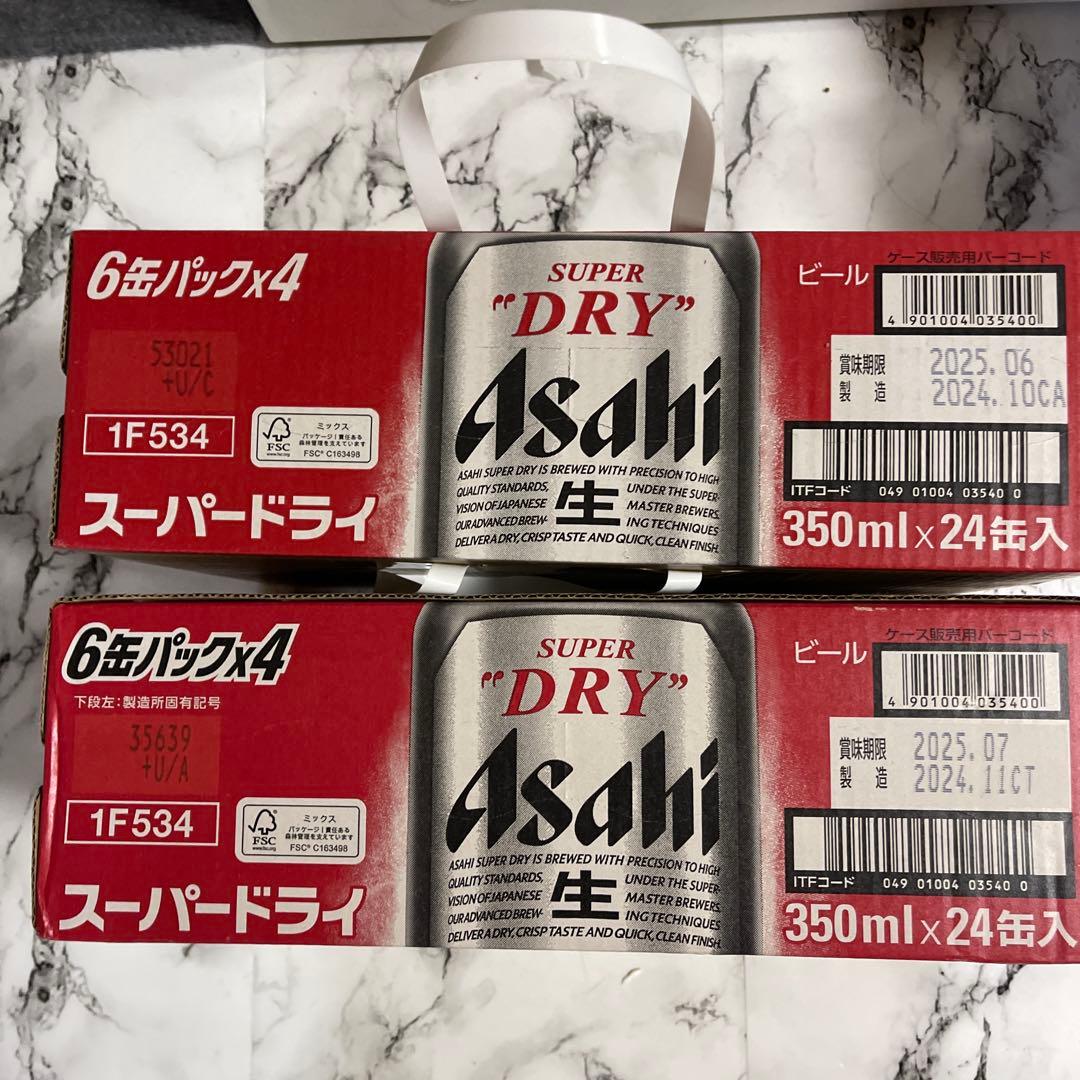 6缶パック×4
53021
+U/C
1F534
FSC
www.fsc.org
ミックス
パッケージ|責任ある
森林管理を支えています
FSC® C163498
スーパードライ
SUPER
"DRY"
Asahi
ASAHI SUPER DRY IS BREWED WITH PRECISION TO HIGH
QUALITY STANDARDS, UNDER THE SUPER-
VISION OF JAPANESE MASTER BREWERS.
OUR ADVANCED BREW- ING TECHNIQUES
DELIVER A DRY, CRISP TASTE AND QUICK, CLEAN FINISH.
生
ビール
ケース販売用バーコード
4 901004 035400
賞味期限 2025.06
製造 2024.10CA
ITFコード 049 01004 03540 0
350ml×24缶入
6缶パック×4
下段左:製造所固有記号
35639
+U/A
1F534
FSC
www.fsc.org
ミックス
パッケージ|責任ある
森林管理を支えています
FSC® C163498
スーパードライ
SUPER
"DRY"
Asahi
ASAHI SUPER DRY IS BREWED WITH PRECISION TO HIGH
QUALITY STANDARDS, UNDER THE SUPER-
VISION OF JAPANESE MASTER BREWERS.
OUR ADVANCED BREW- ING TECHNIQUES
DELIVER A DRY, CRISP TASTE AND QUICK, CLEAN FINISH.
生
ビール
ケース販売用バーコード
4 901004 035400
賞味期限 2025.07
製造 2024.11CT
ITFコード 049 01004 03540 0
350ml×24缶入